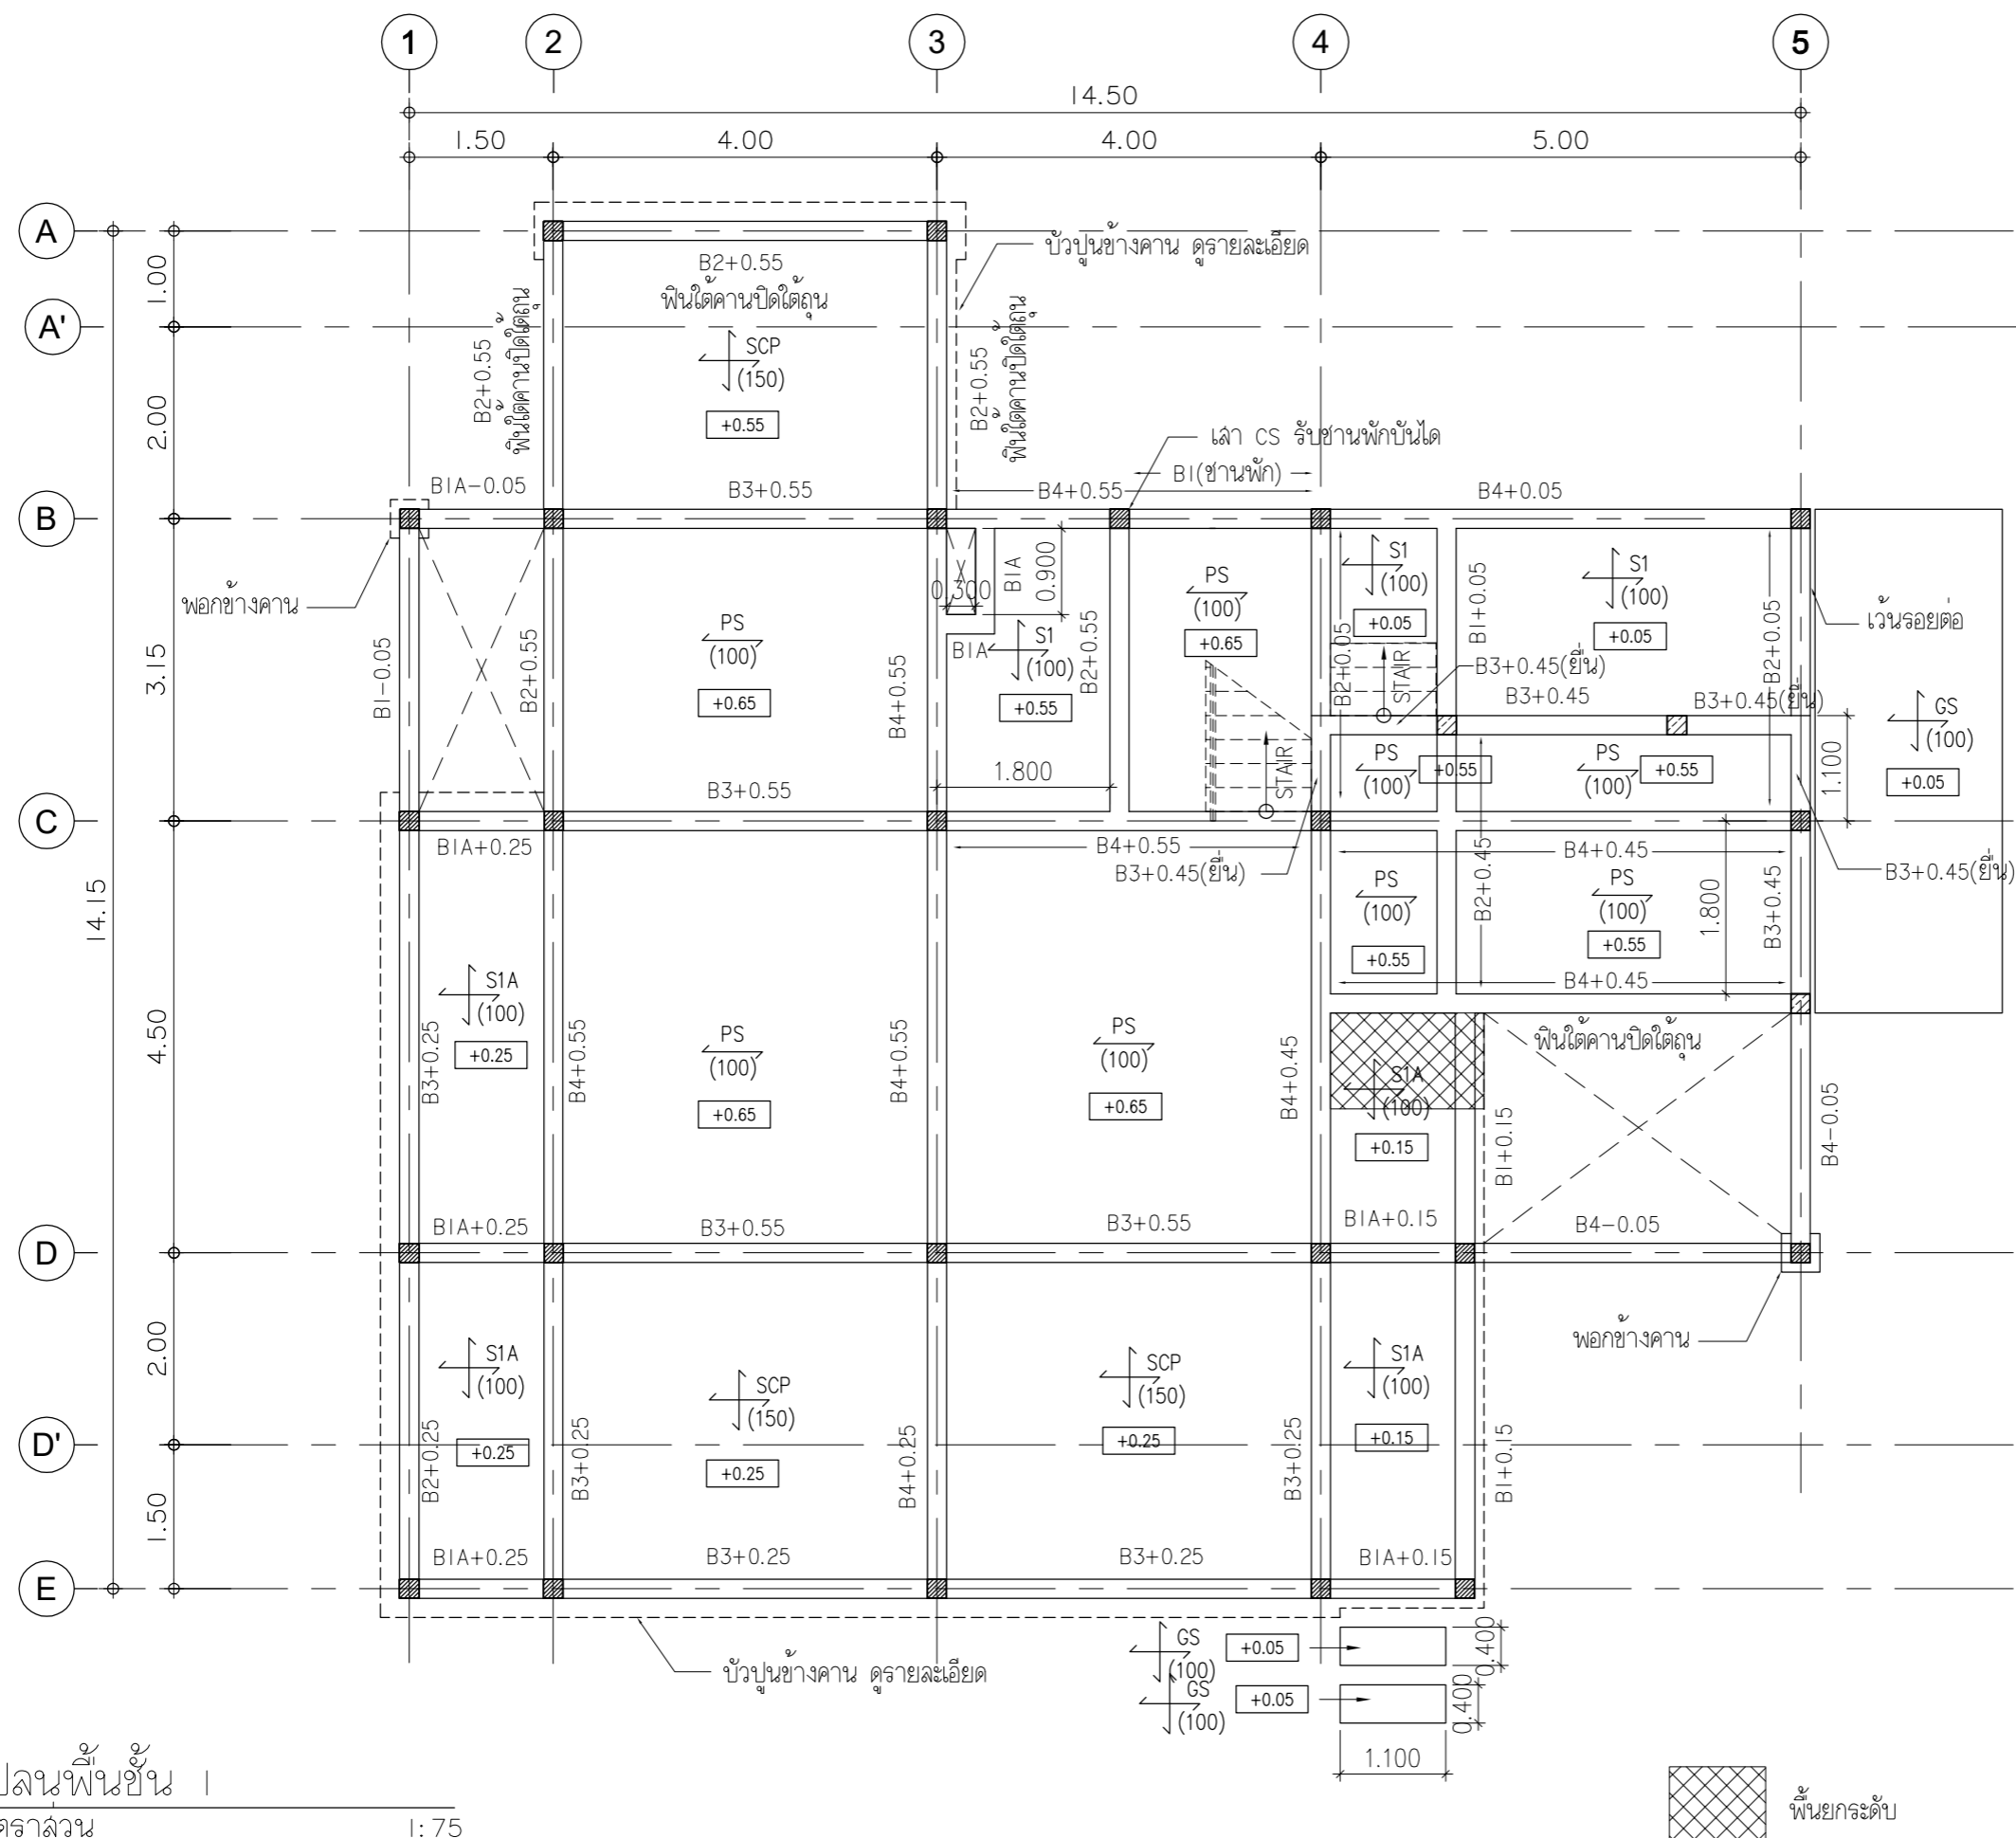 1 2 3 4 5
14.50
1.50 4.00 4.00 5.00
A
A'
B
C
D
D'
E
1.00
2.00
3.15
4.50
2.00
1.50
14.15
B2+0.55
ฟินใต้คานปิดใต้ถุน
B2+0.55
ฟินใต้คานปิดใต้ถุน
SCP
(150)
+0.55
B2+0.55
ฟินใต้คานปิดใต้ถุน
บัวปูนข้างคาน ดูรายละเอียด
เสา CS รับชานพักบันได
B1(ชานพัก)
B1A-0.05
B3+0.55
B4+0.55
B4+0.05
พอกข้างคาน
B1-0.05
B2+0.55
PS
(100)
+0.65
B4+0.55
B3+0.55
0.300
B1A
0.900
B1A
S1
(100)
+0.55
B2+0.55
1.800
PS
(100)
+0.65
STAIR
B2+0.05
S1
(100)
+0.05
STAIR
B1+0.05
S1
(100)
+0.05
B2+0.05
เว้นรอยต่อ
B3+0.45(ยื่น)
B3+0.45
B3+0.45(ยื่น)
GS
(100)
+0.05
PS
(100)
+0.55
PS
(100)
+0.55
1.100
B1A+0.25
B4+0.55
B3+0.45(ยื่น)
B4+0.45
B3+0.45(ยื่น)
PS
(100)
+0.55
B2+0.45
PS
(100)
+0.55
1.800
B3+0.45
B4+0.45
B3+0.25
S1A
(100)
+0.25
B4+0.55
PS
(100)
+0.65
B4+0.55
PS
(100)
+0.65
B4+0.45
S1A
(100)
+0.15
B1+0.15
ฟินใต้คานปิดใต้ถุน
B4-0.05
B1A+0.25
B3+0.55
B3+0.55
B1A+0.15
B4-0.05
พอกข้างคาน
B2+0.25
S1A
(100)
+0.25
B3+0.25
SCP
(150)
+0.25
B4+0.25
SCP
(150)
+0.25
B3+0.25
S1A
(100)
+0.15
B1+0.15
B1A+0.25
B3+0.25
B3+0.25
B1A+0.15
บัวปูนข้างคาน ดูรายละเอียด
GS
(100)
+0.05
0.400
GS
(100)
+0.05
0.400
1.100
ปลนพื้นชั้น 1
ตราส่วน 1:75
พื้นยกระดับ